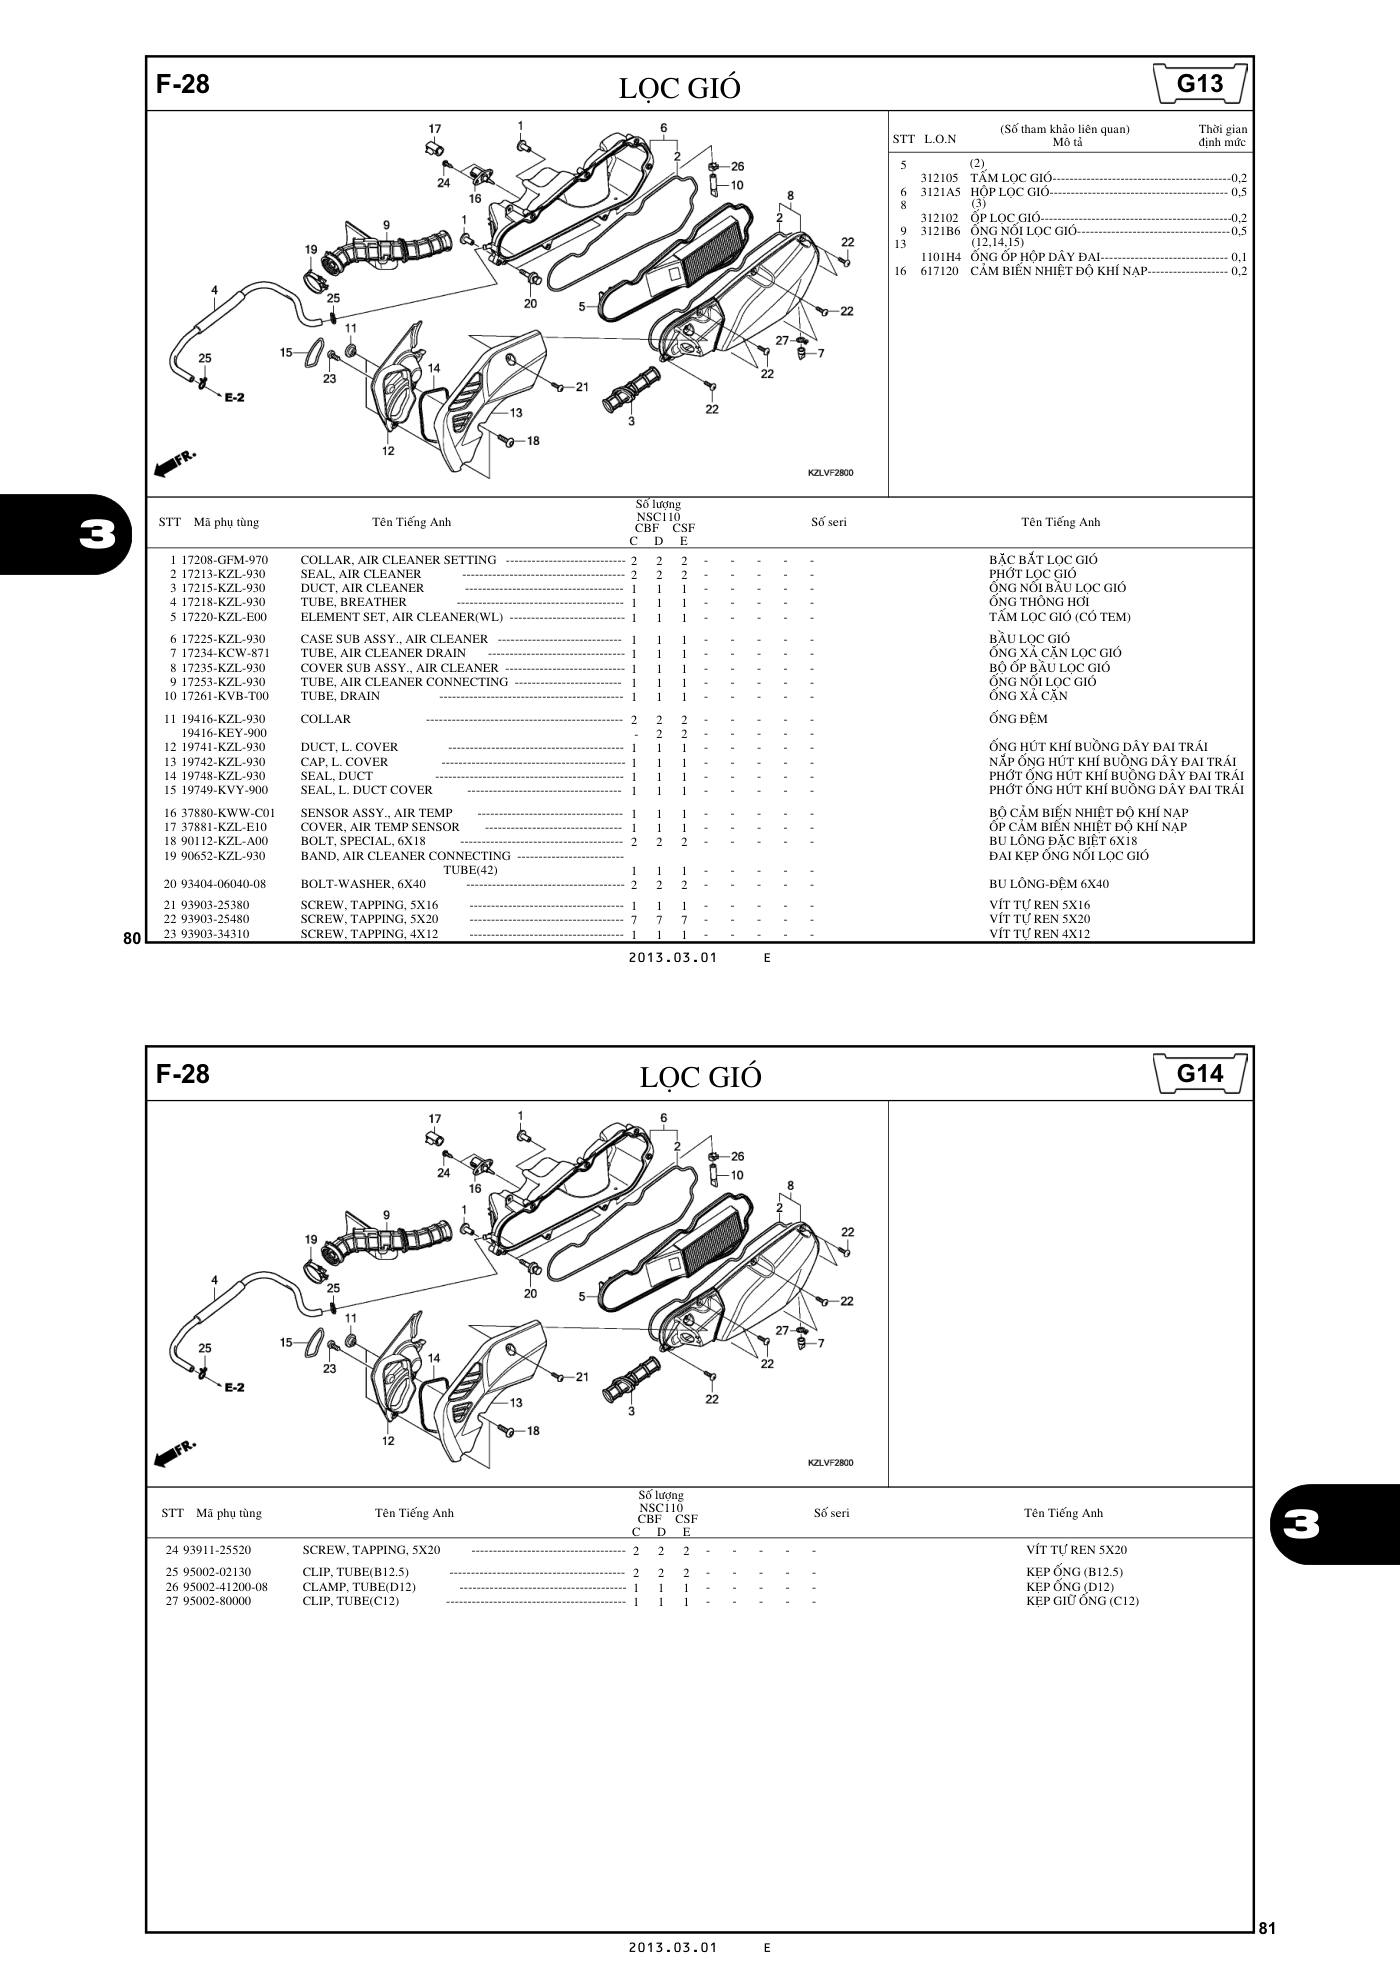 F-28 LỌC GIÓ G13
17
1
6
2
26
10
24
16
8
2
1
9
22
19
20
5
22
4
25
11
27
7
15
23
14
22
25
21
22
E-2
13
3
12
18
FR.
KZLVF2800
STT L.O.N (Số tham khảo liên quan) Mô tả Thời gian định mức
5 (2)
312105 TẤM LỌC GIÓ 0,2
6 3121A5 HỘP LỌC GIÓ 0,5
8 (3)
312102 ỐP LỌC GIÓ 0,2
9 3121B6 ỐNG NỐI LỌC GIÓ 0,5
13 (12,14,15)
1101H4 ỐNG ỐP HỘP DÂY ĐAI 0,1
16 617120 CẢM BIẾN NHIỆT ĐỘ KHÍ NẠP 0,2
3
Số lượng
NSC110
STT Mã phụ tùng Tên Tiếng Anh CBF CSF Số seri Tên Tiếng Anh
C D E
1 17208-GFM-970 COLLAR, AIR CLEANER SETTING 2 2 2 - - - - - BẶC BẮT LỌC GIÓ
2 17213-KZL-930 SEAL, AIR CLEANER 2 2 2 - - - - - PHỚT LỌC GIÓ
3 17215-KZL-930 DUCT, AIR CLEANER 1 1 1 - - - - - ỐNG NỐI BẦU LỌC GIÓ
4 17218-KZL-930 TUBE, BREATHER 1 1 1 - - - - - ỐNG THÔNG HƠI
5 17220-KZL-E00 ELEMENT SET, AIR CLEANER(WL) 1 1 1 - - - - - TẤM LỌC GIÓ (CÓ TEM)
6 17225-KZL-930 CASE SUB ASSY., AIR CLEANER 1 1 1 - - - - - BẦU LỌC GIÓ
7 17234-KCW-871 TUBE, AIR CLEANER DRAIN 1 1 1 - - - - - ỐNG XẢ CẶN LỌC GIÓ
8 17235-KZL-930 COVER SUB ASSY., AIR CLEANER 1 1 1 - - - - - BỘ ỐP BẦU LỌC GIÓ
9 17253-KZL-930 TUBE, AIR CLEANER CONNECTING 1 1 1 - - - - - ỐNG NỐI LỌC GIÓ
10 17261-KVB-T00 TUBE, DRAIN 1 1 1 - - - - - ỐNG XẢ CẶN
11 19416-KZL-930 COLLAR 2 2 2 - - - - - ỐNG ĐỆM
19416-KEY-900 - 2 2 - - - - -
12 19741-KZL-930 DUCT, L. COVER 1 1 1 - - - - - ỐNG HÚT KHÍ BUỒNG DÂY ĐAI TRÁI
13 19742-KZL-930 CAP, L. COVER 1 1 1 - - - - - NẮP ỐNG HÚT KHÍ BUỒNG DÂY ĐAI TRÁI
14 19748-KZL-930 SEAL, DUCT 1 1 1 - - - - - PHỚT ỐNG HÚT KHÍ BUỒNG DÂY ĐAI TRÁI
15 19749-KVY-900 SEAL, L. DUCT COVER 1 1 1 - - - - - PHỚT ỐNG HÚT KHÍ BUỒNG DÂY ĐAI TRÁI
16 37880-KWW-C01 SENSOR ASSY., AIR TEMP 1 1 1 - - - - - BỘ CẢM BIẾN NHIỆT ĐỘ KHÍ NẠP
17 37881-KZL-E10 COVER, AIR TEMP SENSOR 1 1 1 - - - - - ỐP CẢM BIẾN NHIỆT ĐỘ KHÍ NẠP
18 90112-KZL-A00 BOLT, SPECIAL, 6X18 2 2 2 - - - - - BU LÔNG ĐẶC BIỆT 6X18
19 90652-KZL-930 BAND, AIR CLEANER CONNECTING ĐAI KẸP ỐNG NỐI LỌC GIÓ
TUBE(42) 1 1 1 - - - - -
20 93404-06040-08 BOLT-WASHER, 6X40 2 2 2 - - - - - BU LÔNG-ĐỆM 6X40
21 93903-25380 SCREW, TAPPING, 5X16 1 1 1 - - - - - VÍT TỰ REN 5X16
22 93903-25480 SCREW, TAPPING, 5X20 7 7 7 - - - - - VÍT TỰ REN 5X20
23 93903-34310 SCREW, TAPPING, 4X12 1 1 1 - - - - - VÍT TỰ REN 4X12
80
2013.03.01 E
F-28 LỌC GIÓ G14
17
1
6
2
26
10
24
16
8
2
1
9
22
19
20
5
22
4
25
11
27
7
15
23
14
22
25
21
22
E-2
13
3
12
18
FR.
KZLVF2800
Số lượng
NSC110
STT Mã phụ tùng Tên Tiếng Anh CBF CSF Số seri Tên Tiếng Anh
C D E
3
24 93911-25520 SCREW, TAPPING, 5X20 2 2 2 - - - - - VÍT TỰ REN 5X20
25 95002-02130 CLIP, TUBE(B12.5) 2 2 2 - - - - - KẸP ỐNG (B12.5)
26 95002-41200-08 CLAMP, TUBE(D12) 1 1 1 - - - - - KẸP ỐNG (D12)
27 95002-80000 CLIP, TUBE(C12) 1 1 1 - - - - - KẸP GIỮ ỐNG (C12)
81
2013.03.01 E